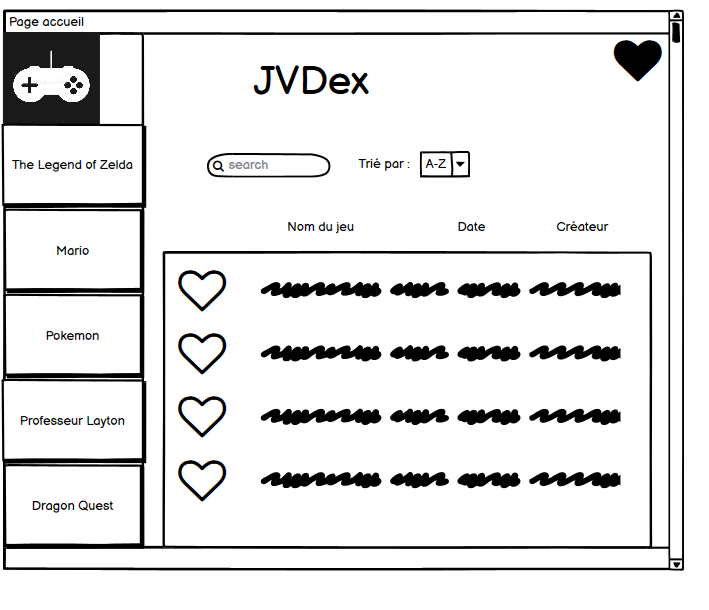 Page accueil
JVDex
The Legend of Zelda
search
Trié par :
A-Z
Nom du jeu
Date
Créateur
Mario
Pokemon
Professeur Layton
Dragon Quest